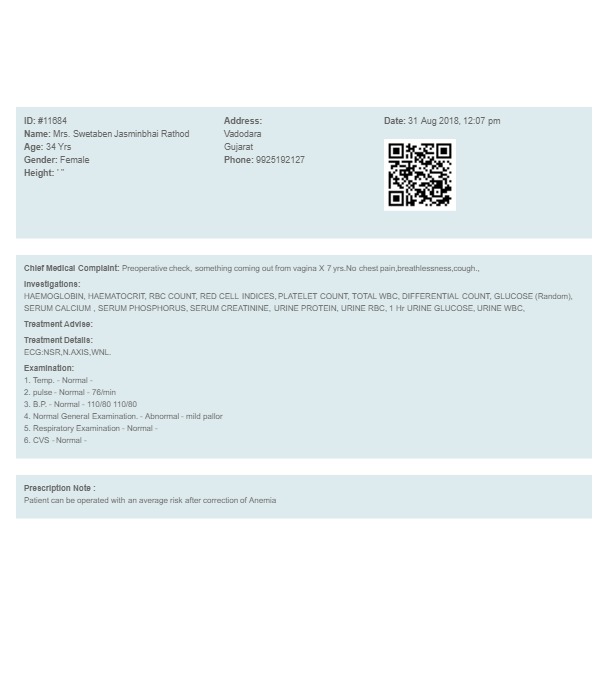 ID: #11684
Name: Mrs. Swetaben Jasminbhai Rathod
Age: 34 Yrs
Gender: Female
Height: ' "
Address:
Vadodara
Gujarat
Phone: 9925192127
Date: 31 Aug 2018, 12:07 pm
Chief Medical Complaint: Preoperative check, something coming out from vagina X 7 yrs.No chest pain,breathlessness,cough.,
Investigations:
HAEMOGLOBIN, HAEMATOCRIT, RBC COUNT, RED CELL INDICES, PLATELET COUNT, TOTAL WBC, DIFFERENTIAL COUNT, GLUCOSE (Random),
SERUM CALCIUM , SERUM PHOSPHORUS, SERUM CREATININE, URINE PROTEIN, URINE RBC, 1 Hr URINE GLUCOSE, URINE WBC,
Treatment Advise:
Treatment Details:
ECG:NSR,N.AXIS,WNL.
Examination:
1. Temp. - Normal -
2. pulse - Normal - 76/min
3. B.P. - Normal - 110/80 110/80
4. Normal General Examination. - Abnormal - mild pallor
5. Respiratory Examination - Normal -
6. CVS - Normal -
Prescription Note :
Patient can be operated with an average risk after correction of Anemia